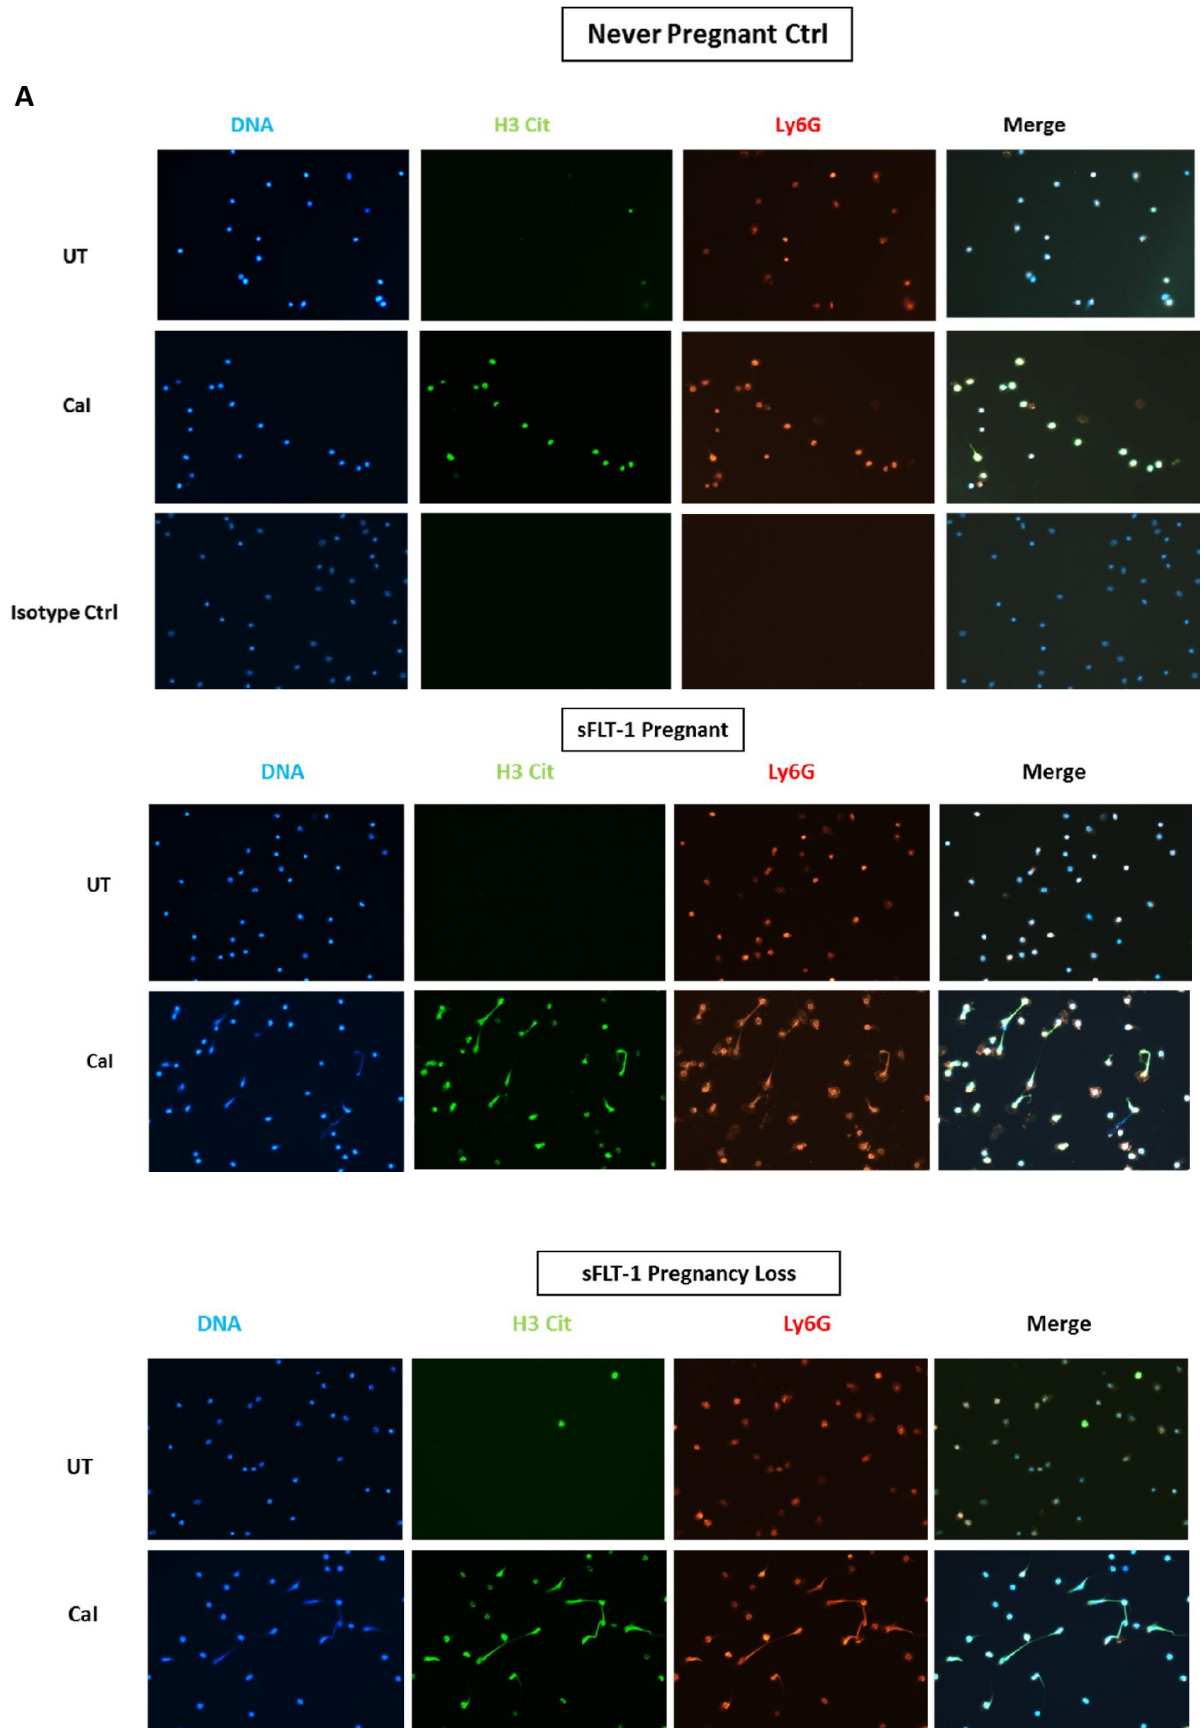 Never Pregnant Ctrl
A
DNA H3 Cit Ly6G Merge
UT
Cal
Isotype Ctrl
sFLT-1 Pregnant
DNA H3 Cit Ly6G Merge
UT
Cal
sFLT-1 Pregnancy Loss
DNA H3 Cit Ly6G Merge
UT
Cal